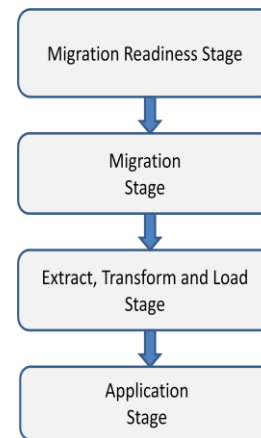 Migration Readiness Stage
Migration
Stage
Extract, Transform and Load
Stage
Application
Stage